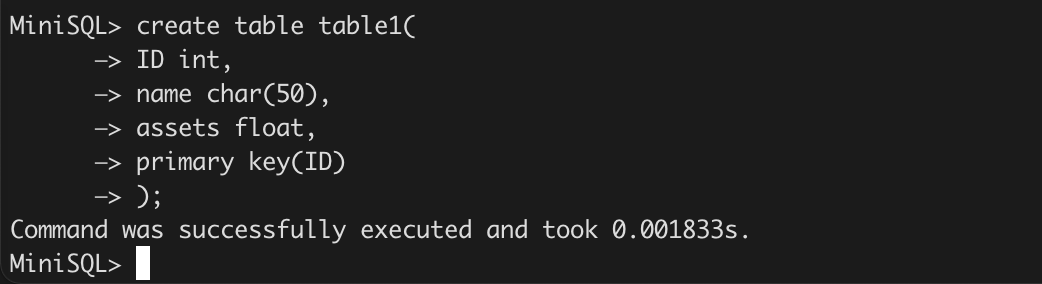 MiniSQL> create table table1(
—> ID int,
—> name char(50),
—> assets float,
—> primary key(ID)
—> );
Command was successfully executed and took 0.001833s.
MiniSQL>